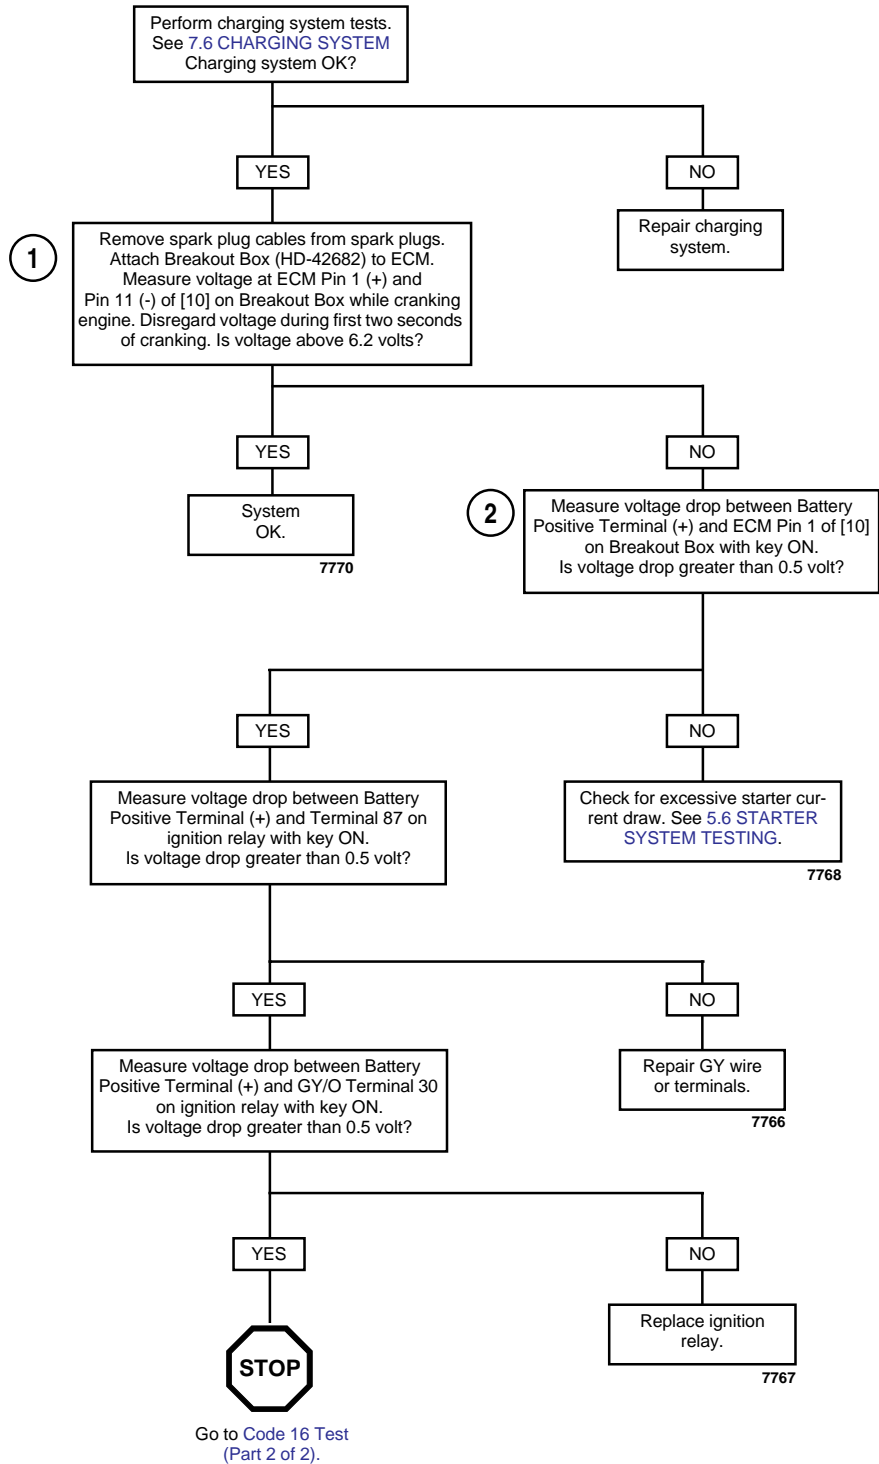 Perform charging system tests.
See 7.6 CHARGING SYSTEM
Charging system OK?
YES
NO
1
Remove spark plug cables from spark plugs.
Attach Breakout Box (HD-42682) to ECM.
Measure voltage at ECM Pin 1 (+) and
Pin 11 (-) of [10] on Breakout Box while cranking
engine. Disregard voltage during first two seconds
of cranking. Is voltage above 6.2 volts?
Repair charging
system.
YES
NO
System
OK.
7770
2
Measure voltage drop between Battery
Positive Terminal (+) and ECM Pin 1 of [10]
on Breakout Box with key ON.
Is voltage drop greater than 0.5 volt?
YES
NO
Measure voltage drop between Battery
Positive Terminal (+) and Terminal 87 on
ignition relay with key ON.
Is voltage drop greater than 0.5 volt?
Check for excessive starter cur-
rent draw. See 5.6 STARTER
SYSTEM TESTING.
7768
YES
NO
Measure voltage drop between Battery
Positive Terminal (+) and GY/O Terminal 30
on ignition relay with key ON.
Is voltage drop greater than 0.5 volt?
Repair GY wire
or terminals.
7766
YES
NO
STOP
Replace ignition
relay.
7767
Go to Code 16 Test
(Part 2 of 2).